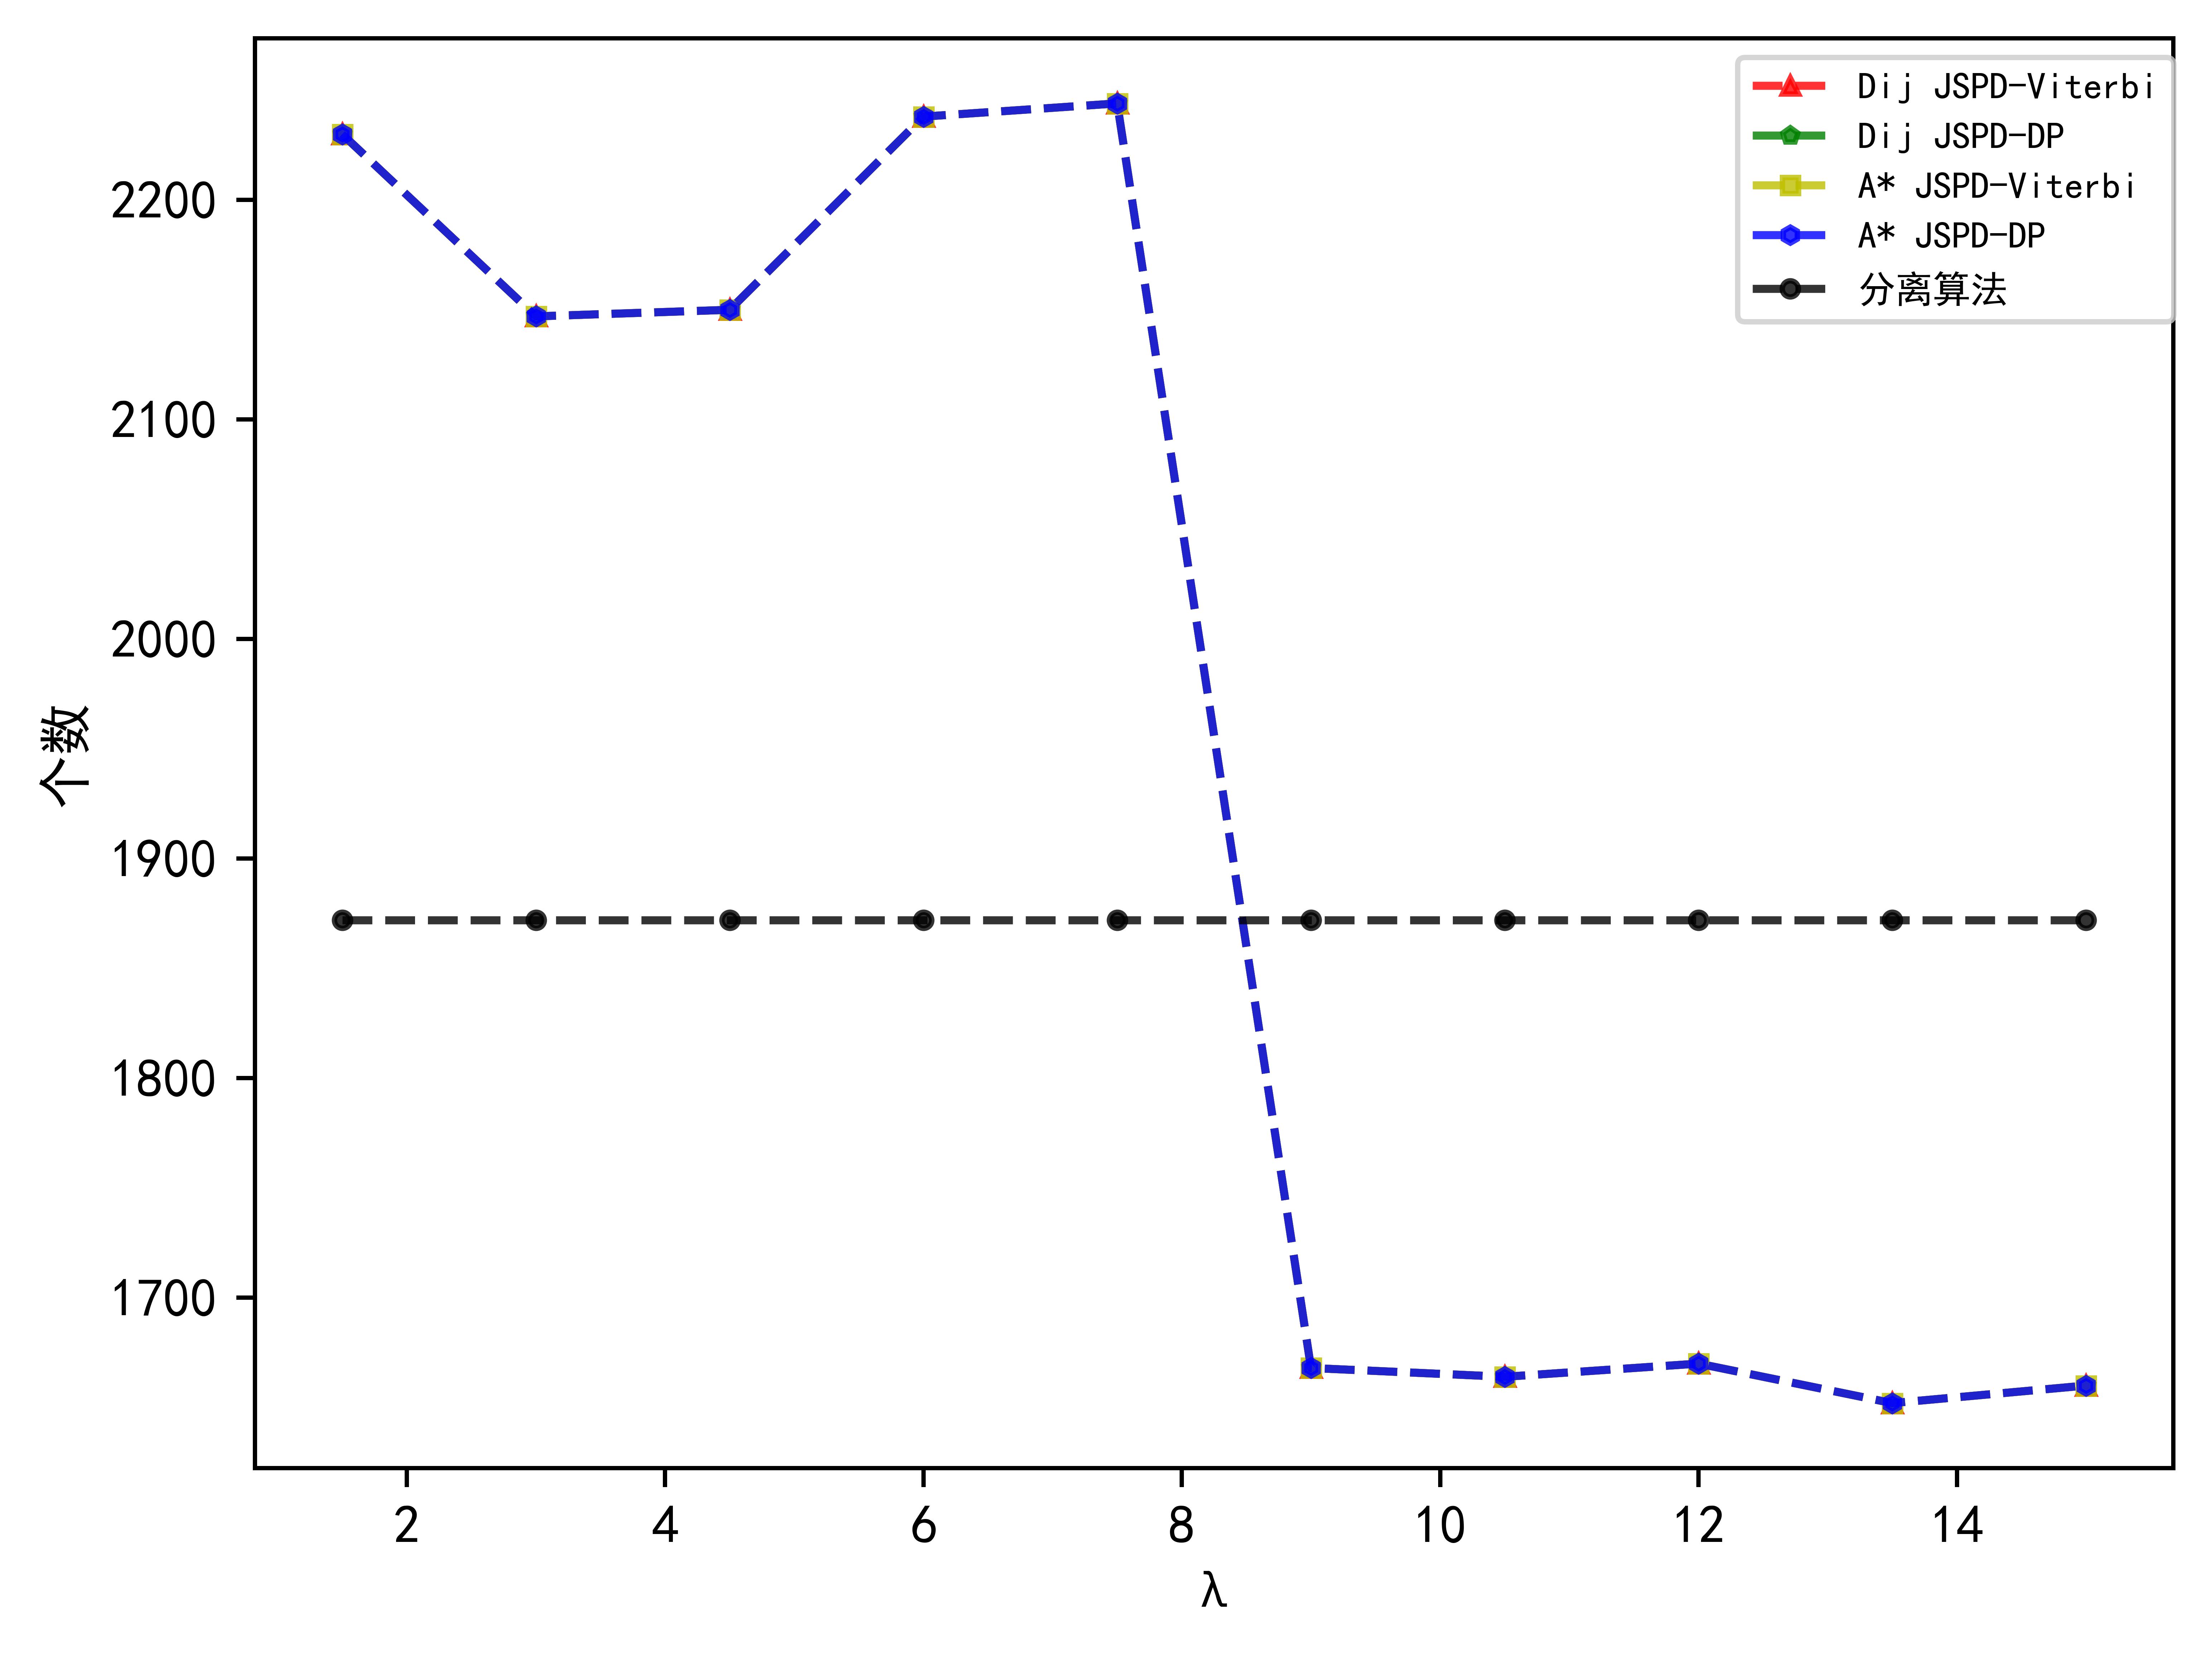 Dij JSPD-Viterbi
Dij JSPD-DP
A* JSPD-Viterbi
A* JSPD-DP
分离算法
2200
2100
2000
1900
1800
1700
个数
2 4 6 8 10 12 14
λ